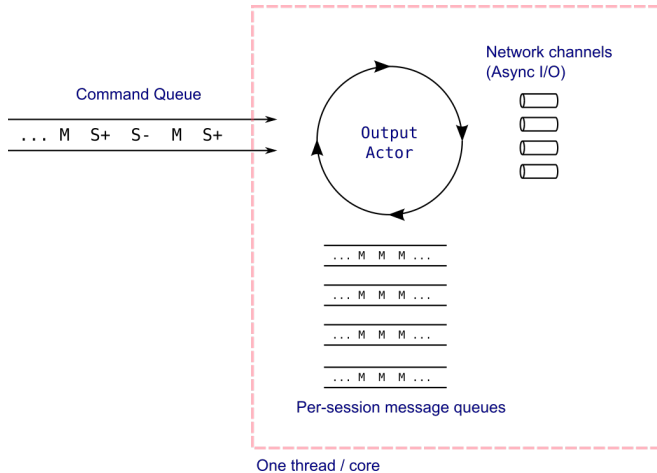 Network channels
(Async I/O)
Command Queue
... M S+ S- M S+
Output
Actor
... M M M ...
... M M M ...
... M M M ...
... M M M ...
Per-session message queues
One thread / core